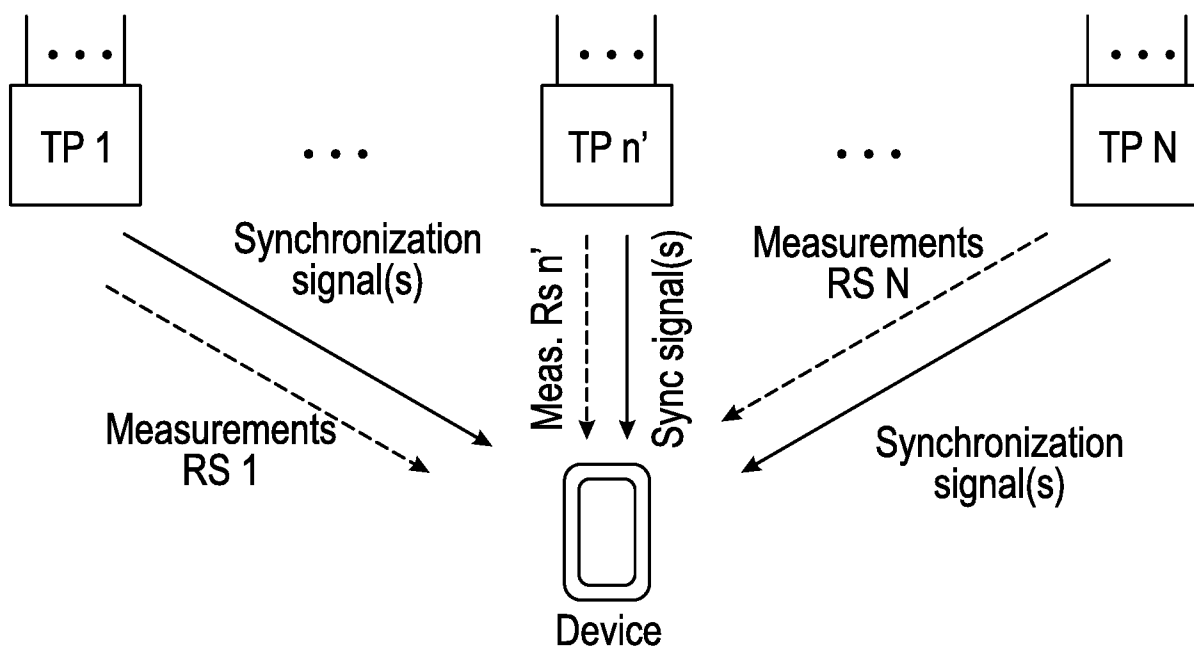 TP 1
TP n’
TP N
Synchronization
signal(s)
Meas. Rs n’
Sync signal(s)
Measurements
RS N
Measurements
RS 1
Synchronization
signal(s)
Device